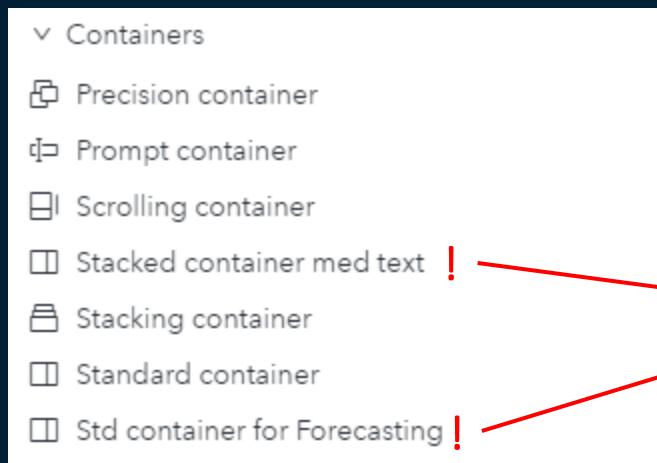 Containers
Precision container
Prompt container
Scrolling container
Stacked container med text !
Stacking container
Standard container
Std container for Forecasting !